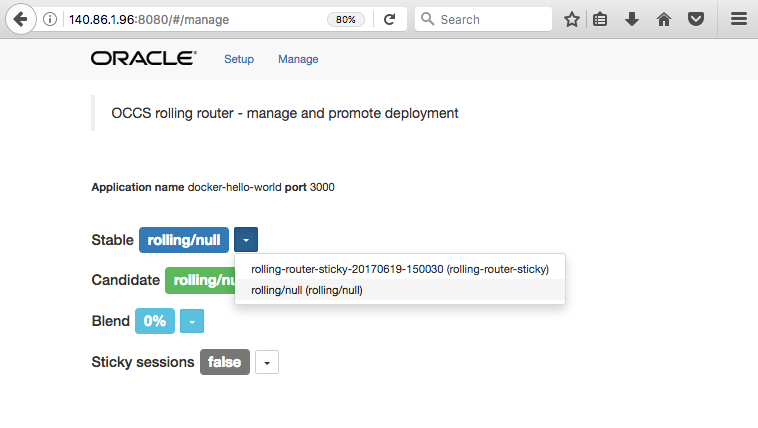 140.86.1.96:8080/#/manage
80%
Search
ORACLE
Setup
Manage
OCCS rolling router - manage and promote deployment
Application name docker-hello-world port 3000
Stable rolling/null
rolling-router-sticky-20170619-150030 (rolling-router-sticky)
Candidate rolling/nu
rolling/null (rolling/null)
Blend 0%
Sticky sessions false